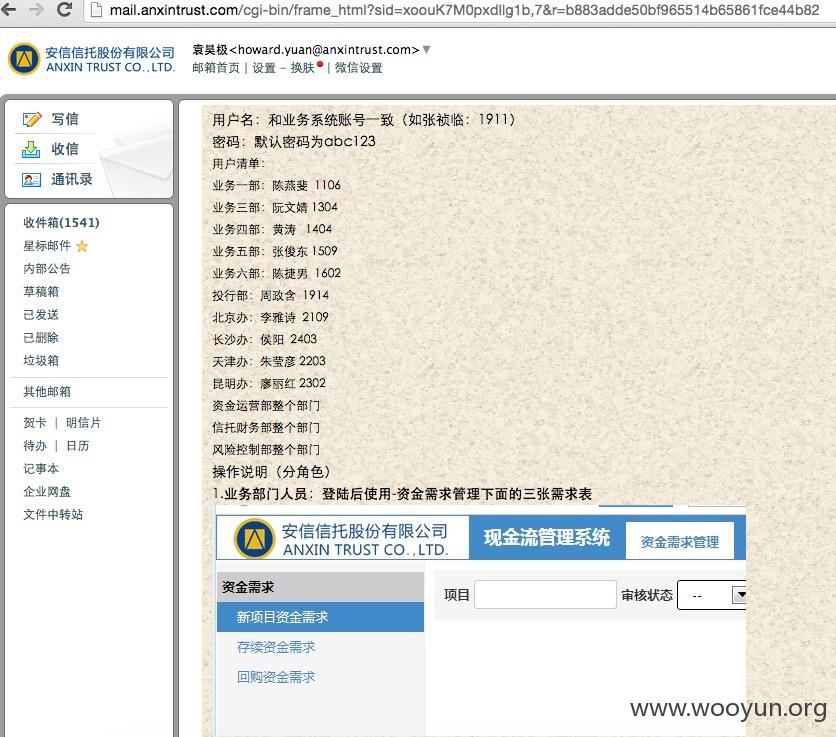 mail.anxintrust.com/cgi-bin/frame_html?sid=xoouK7M0pxdIlg1b,7&r=b883adde50bf965514b65861fce44b82
安信信托股份有限公司
ANXIN TRUST CO.,LTD.
袁昊极<howard.yuan@anxintrust.com>
邮箱首页 | 设置 - 换肤 | 微信设置
写信
收信
通讯录
收件箱(1541)
星标邮件
内部公告
草稿箱
已发送
已删除
垃圾箱
其他邮箱
贺卡 | 明信片
待办 | 日历
记事本
企业网盘
文件中转站
用户名：和业务系统账号一致（如张祯临：1911）
密码：默认密码为abc123
用户清单：
业务一部：陈燕斐 1106
业务三部：阮文婧 1304
业务四部：黄涛 1404
业务五部：张俊东 1509
业务六部：陈捷男 1602
投行部：周政含 1914
北京办：李雅诗 2109
长沙办：侯阳 2403
天津办：朱莹彦 2203
昆明办：廖丽红 2302
资金运营部整个部门
信托财务部整个部门
风险控制部整个部门
操作说明（分角色）
1.业务部门人员：登陆后使用-资金需求管理下面的三张需求表
安信信托股份有限公司
ANXIN TRUST CO.,LTD.
现金流管理系统
资金需求管理
资金需求
新项目资金需求
存续资金需求
回购资金需求
项目
审核状态
--
www.wooyun.org